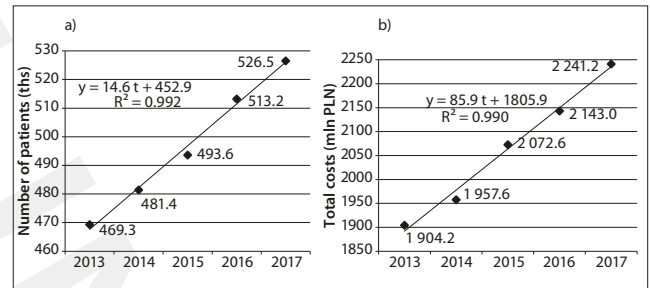 a)
Number of patients (ths)
530
520
510
500
490
480
470
460
y = 14.6 t + 452.9
R² = 0.992
526.5
513.2
493.6
481.4
469.3
2013 2014 2015 2016 2017
b)
Total costs (mln PLN)
2250
2200
2150
2100
2050
2000
1950
1900
1850
y = 85.9 t + 1805.9
R² = 0.990
2 241.2
2 143.0
2 072.6
1 957.6
1 904.2
2013 2014 2015 2016 2017